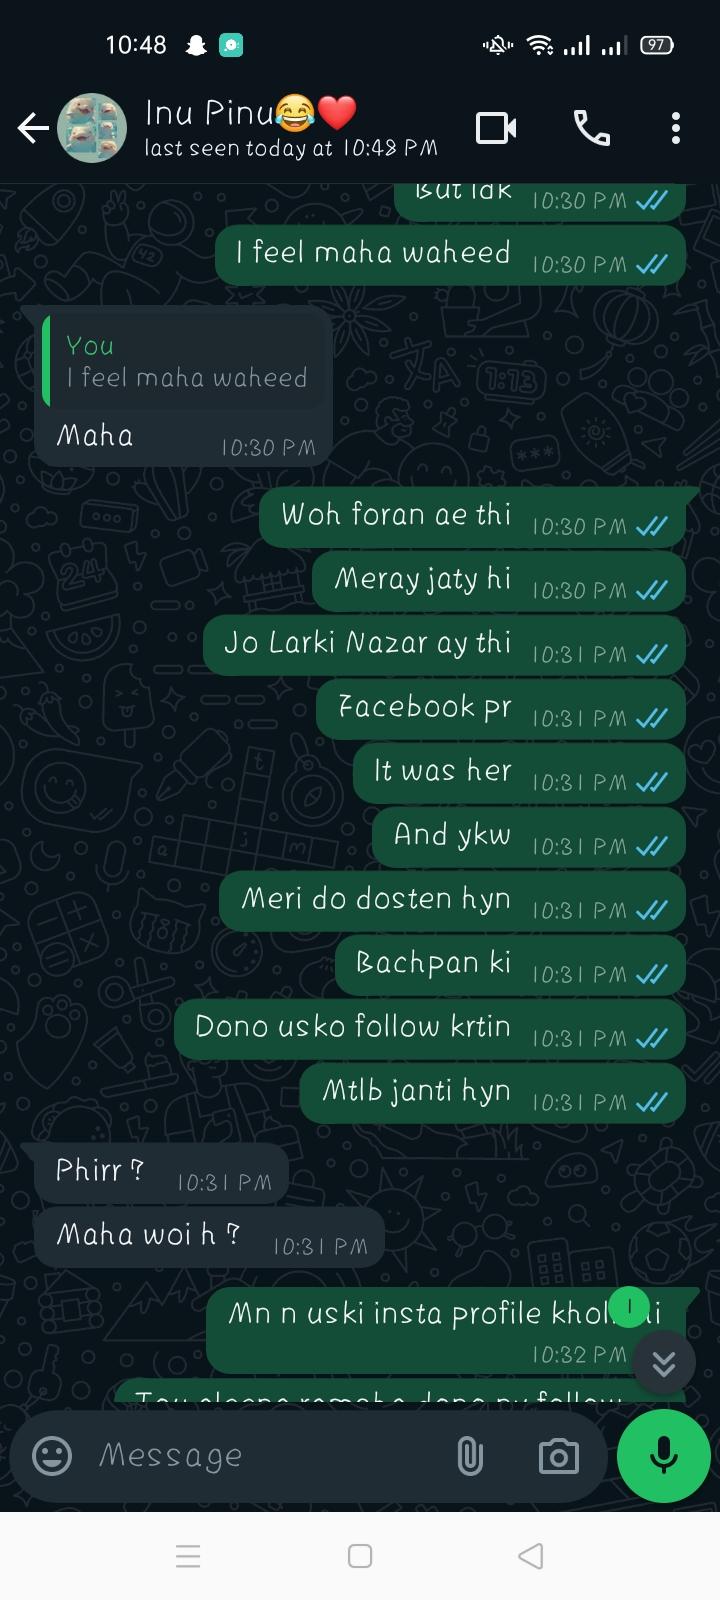 10:48
97
Inu Pinu😂❤️
last seen today at 10:48 PM
But idk 10:30 PM
I feel maha waheed 10:30 PM
You
I feel maha waheed
Maha 10:30 PM
Woh foran ae thi 10:30 PM
Meray jaty hi 10:30 PM
Jo Larki Nazar ay thi 10:31 PM
Facebook pr 10:31 PM
It was her 10:31 PM
And ykw 10:31 PM
Meri do dosten hyn 10:31 PM
Bachpan ki 10:31 PM
Dono usko follow krtin 10:31 PM
Mtlb janti hyn 10:31 PM
Phirr ? 10:31 PM
Maha woi h ? 10:31 PM
Mn n uski insta profile
1
10:32 PM
Message